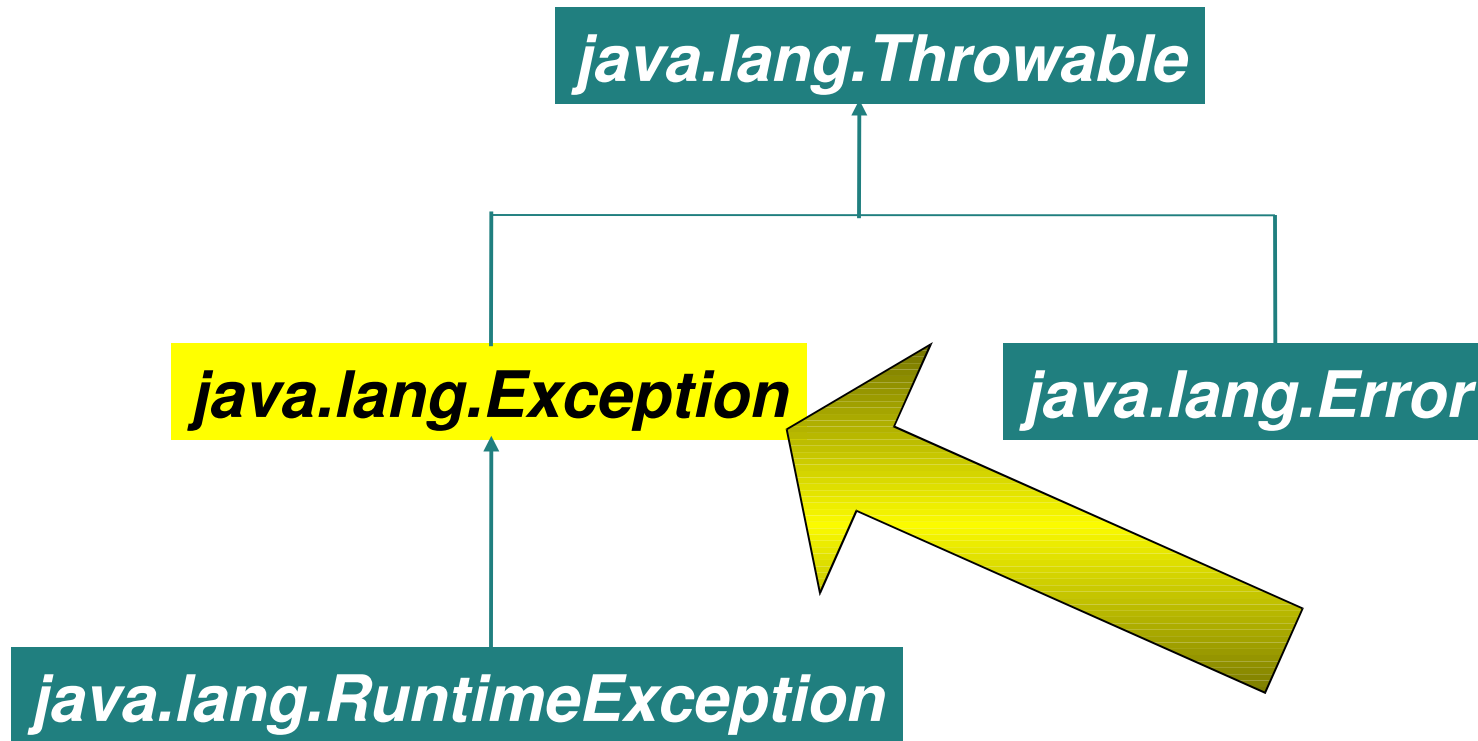 java.lang.Throwable
java.lang.Exception
java.lang.Error
java.lang.RuntimeException